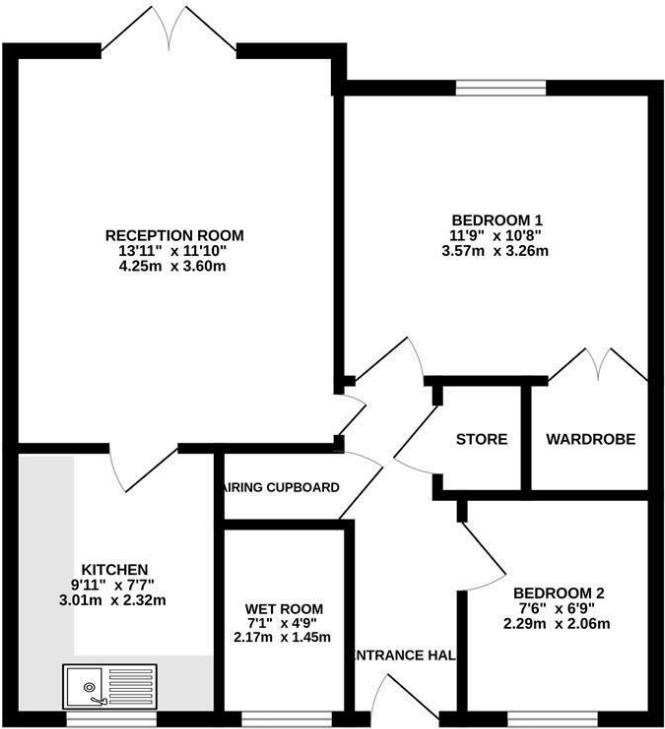 RECEPTION ROOM
13'11" x 11'10"
4.25m x 3.60m
BEDROOM 1
11'9" x 10'8"
3.57m x 3.26m
STORE
WARDROBE
AIRING CUPBOARD
KITCHEN
9'11" x 7'7"
3.01m x 2.32m
WET ROOM
7'1" x 4'9"
2.17m x 1.45m
BEDROOM 2
7'6" x 6'9"
2.29m x 2.06m
ENTRANCE HALL